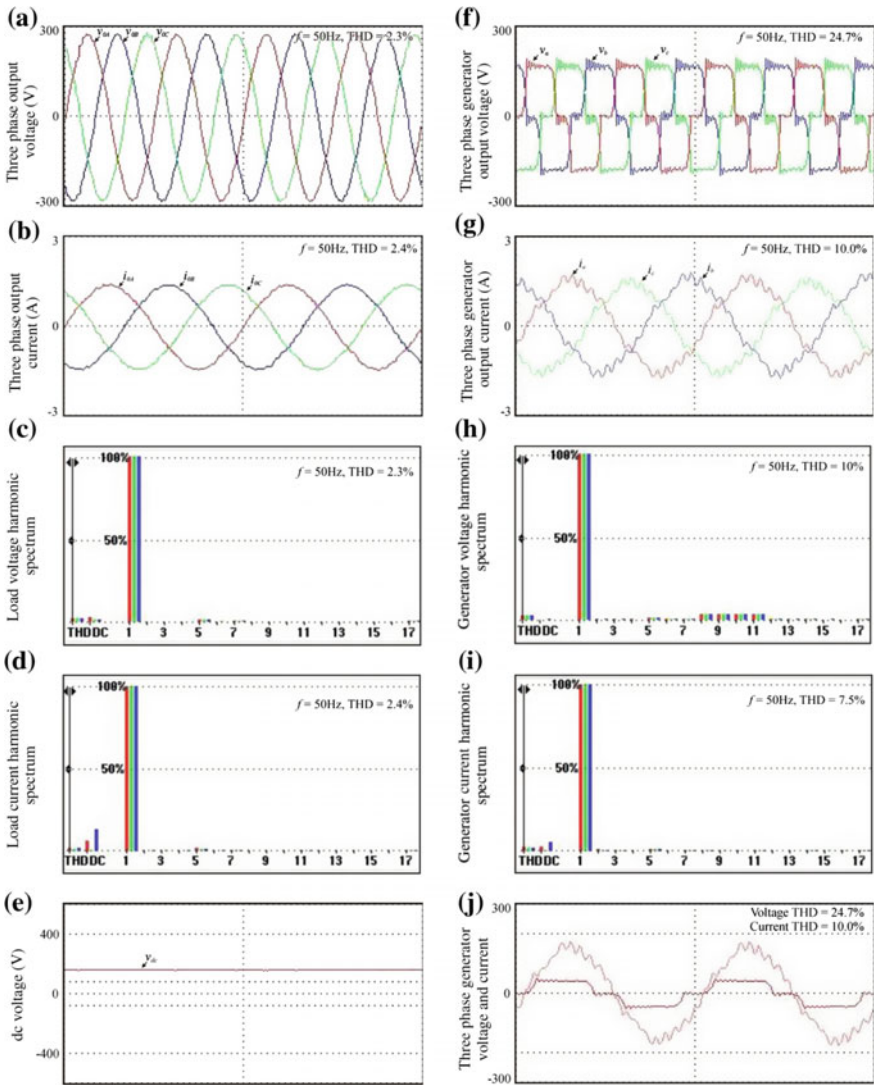 (a)
Three phase output
voltage (V)
300
0
-300
v0A v0B v0C
f = 50Hz, THD = 2.3%
(b)
Three phase output
current (A)
3
0
-3
i0A i0B i0C
f = 50Hz, THD = 2.4%
(c)
Load voltage harmonic
spectrum
100%
50%
f = 50Hz, THD = 2.3%
THD DC 1 3 5 7 9 11 13 15 17
(d)
Load current harmonic
spectrum
100%
50%
f = 50Hz, THD = 2.4%
THD DC 1 3 5 7 9 11 13 15 17
(e)
dc voltage (V)
400
0
-400
vdc
(f)
Three phase generator
output voltage (V)
300
0
-300
va vb vc
f = 50Hz, THD = 24.7%
(g)
Three phase generator
output current (A)
3
0
-3
f = 50Hz, THD = 10.0%
(h)
Generator voltage harmonic
spectrum
100%
50%
f = 50Hz, THD = 10%
THD DC 1 3 5 7 9 11 13 15 17
(i)
Generator current harmonic
spectrum
100%
50%
f = 50Hz, THD = 7.5%
THD DC 1 3 5 7 9 11 13 15 17
(j)
Three phase generator
voltage and current
300
0
-300
Voltage THD = 24.7%
Current THD = 10.0%